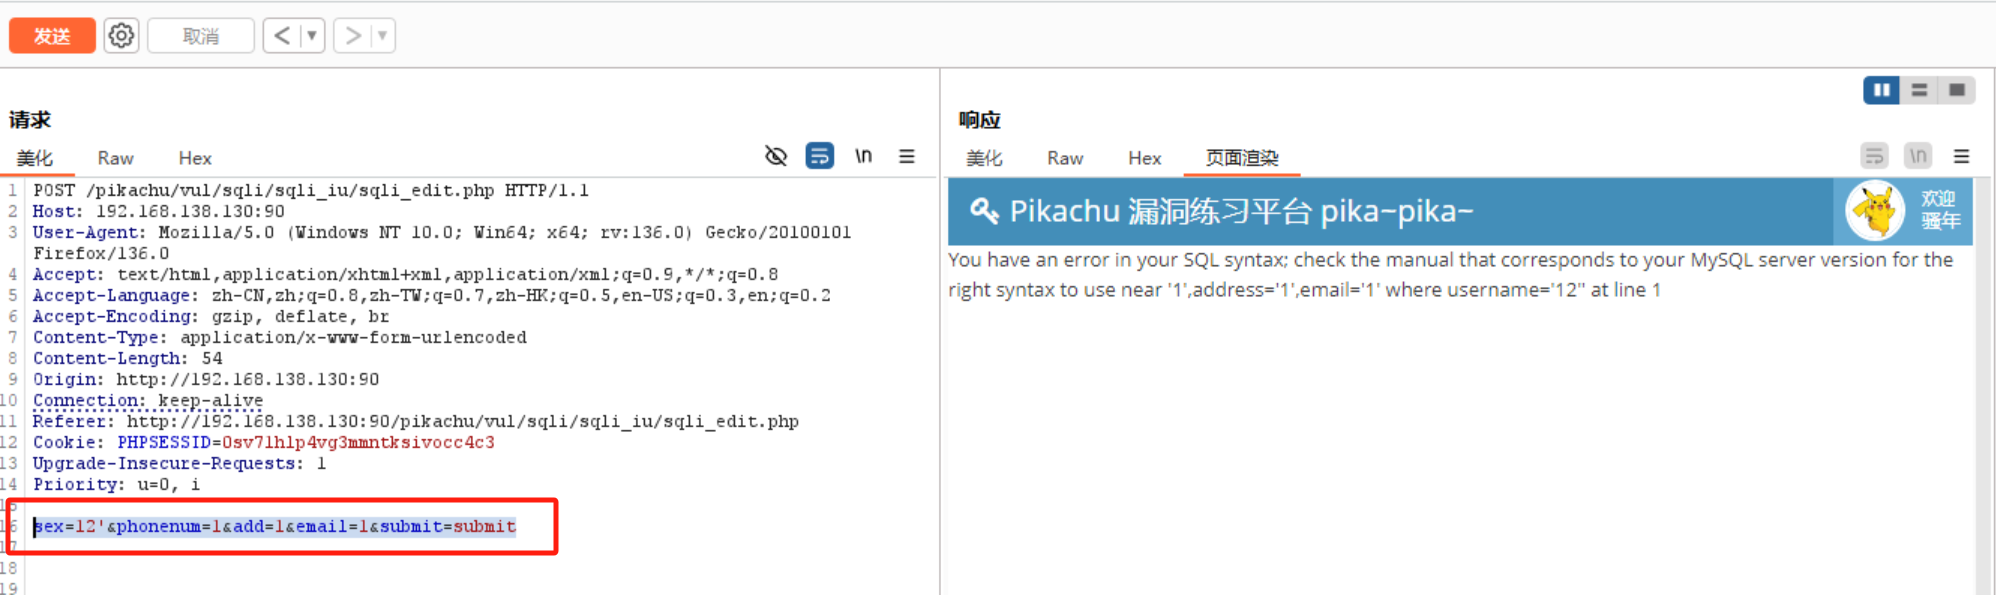 发送
取消
请求
美化 Raw Hex
\n
1 POST /pikachu/vul/sqli/sqli_iu/sqli_edit.php HTTP/1.1
2 Host: 192.168.138.130:90
3 User-Agent: Mozilla/5.0 (Windows NT 10.0; Win64; x64; rv:136.0) Gecko/20100101
Firefox/136.0
4 Accept: text/html,application/xhtml+xml,application/xml;q=0.9,*/*;q=0.8
5 Accept-Language: zh-CN,zh;q=0.8,zh-TW;q=0.7,zh-HK;q=0.5,en-US;q=0.3,en;q=0.2
6 Accept-Encoding: gzip, deflate, br
7 Content-Type: application/x-www-form-urlencoded
8 Content-Length: 54
9 Origin: http://192.168.138.130:90
10 Connection: keep-alive
11 Referer: http://192.168.138.130:90/pikachu/vul/sqli/sqli_iu/sqli_edit.php
12 Cookie: PHPSESSID=0sv7lhlp4vg3mmntksivocc4c3
13 Upgrade-Insecure-Requests: 1
14 Priority: u=0, i
15
16 sex=12'&phonenum=1&add=1&email=1&submit=submit
17
18
19
响应
美化 Raw Hex 页面渲染
\n
Pikachu 漏洞练习平台 pika~pika~
欢迎
骚年
You have an error in your SQL syntax; check the manual that corresponds to your MySQL server version for the
right syntax to use near '1',address='1',email='1' where username='12'' at line 1